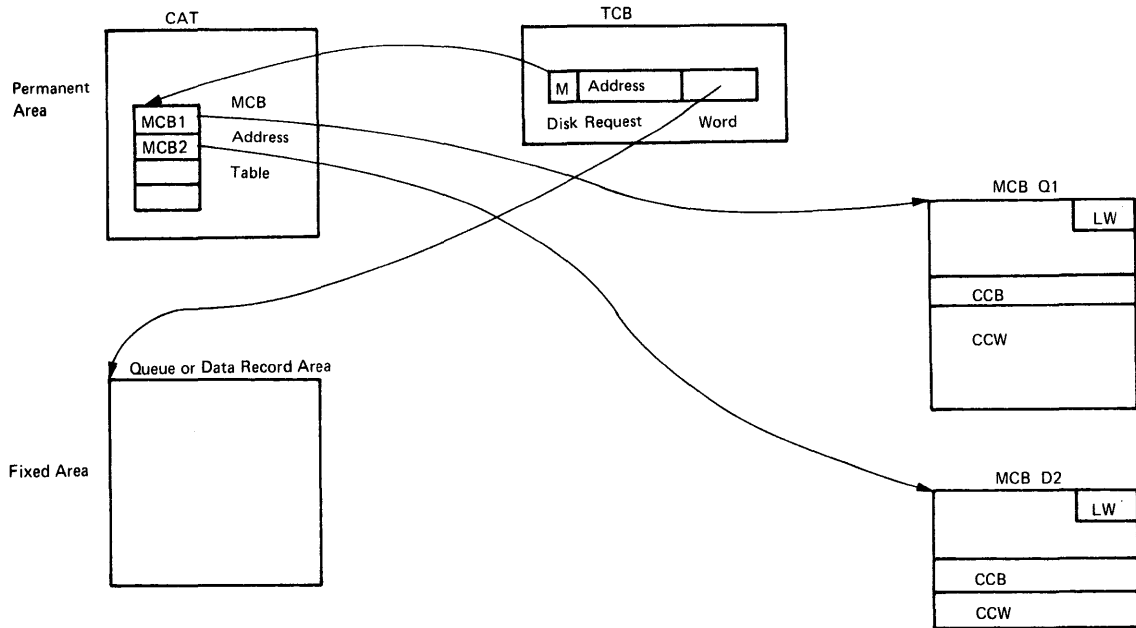 CAT
TCB
Permanent
Area
MCB1
MCB2
MCB
Address
Table
M
Address
Disk Request
Word
MCB Q1
LW
CCB
CCW
Queue or Data Record Area
Fixed Area
MCB D2
LW
CCB
CCW